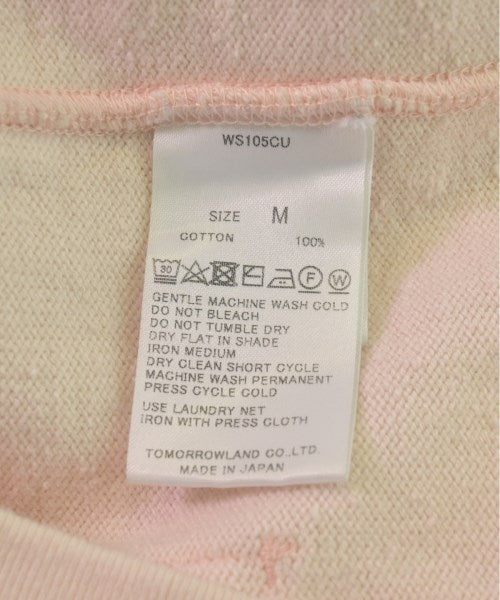 WS105CU
SIZE M
COTTON 100%
30 F W
GENTLE MACHINE WASH COLD
DO NOT BLEACH
DO NOT TUMBLE DRY
DRY FLAT IN SHADE
IRON MEDIUM
DRY CLEAN SHORT CYCLE
MACHINE WASH PERMANENT
PRESS CYCLE COLD
USE LAUNDRY NET
IRON WITH PRESS CLOTH
TOMORROWLAND CO.,LTD.
MADE IN JAPAN